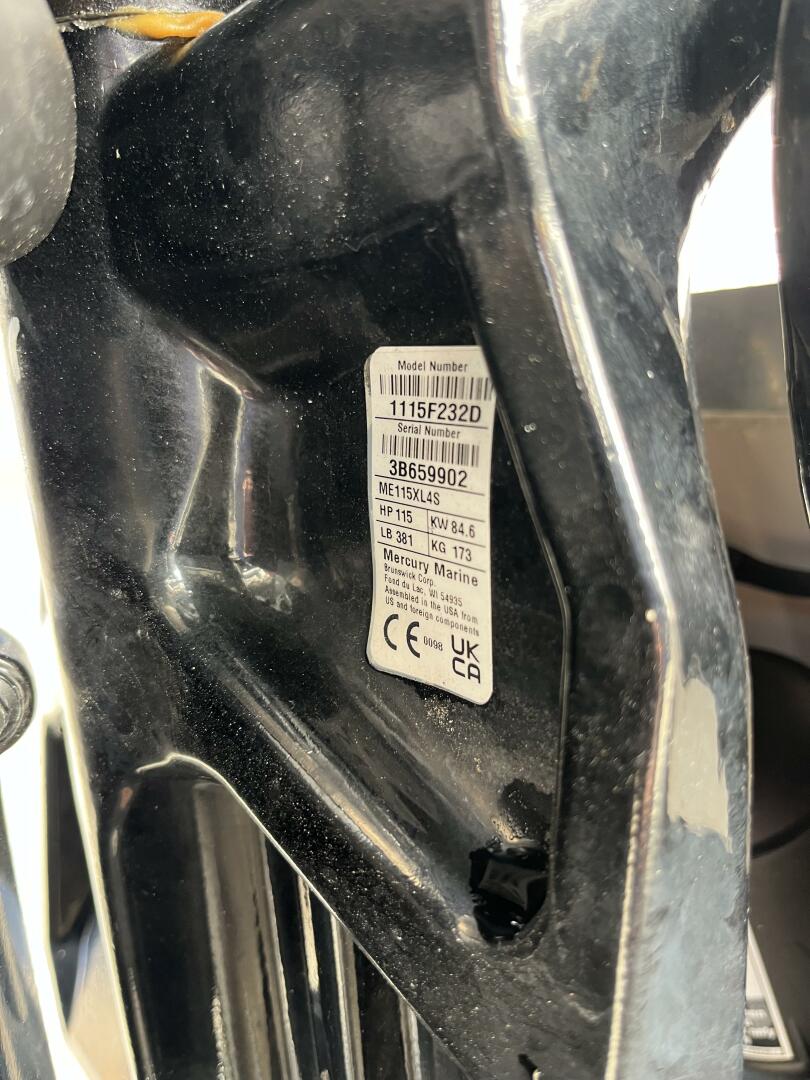 Model Number
1115F232D
Serial Number
3B659902
ME115XL4S
HP 115 KW 84.6
LB 381 KG 173
Mercury Marine
Brunswick Corp.
Fond du Lac, WI 54935
Assembled in the USA from
US and foreign components
CE 0098 UK
CA